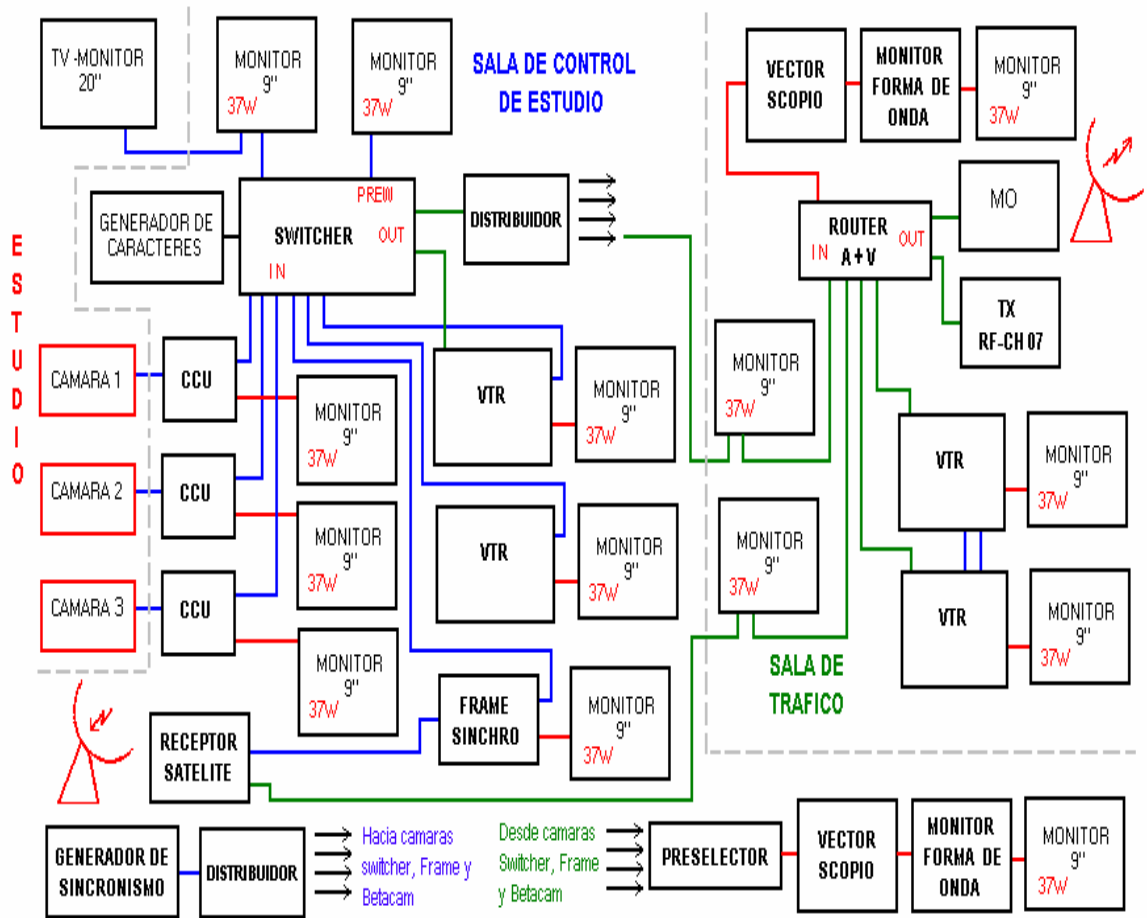 TV -MONITOR
20"
MONITOR
9"
37W
MONITOR
9"
37W
SALA DE CONTROL
DE ESTUDIO
VECTOR
SCOPIO
MONITOR
FORMA DE
ONDA
MONITOR
9"
37W
GENERADOR DE
CARACTERES
PREW
SWITCHER
OUT
IN
DISTRIBUIDOR
ROUTER
IN
OUT
A + V
MO
TX
RF-CH 07
ESTUDIO
CAMARA 1
CCU
MONITOR
9"
37W
VTR
MONITOR
9"
37W
MONITOR
9"
37W
CAMARA 2
CCU
MONITOR
9"
37W
VTR
MONITOR
9"
37W
MONITOR
9"
37W
VTR
MONITOR
9"
37W
CAMARA 3
CCU
MONITOR
9"
37W
VTR
MONITOR
9"
37W
SALA DE
TRAFICO
RECEPTOR
SATELITE
FRAME
SINCHRO
MONITOR
9"
37W
GENERADOR DE
SINCRONISMO
DISTRIBUIDOR
Hacia camaras
switcher, Frame y
Betacam
Desde camaras
Switcher, Frame
y Betacam
PRESELECTOR
VECTOR
SCOPIO
MONITOR
FORMA DE
ONDA
MONITOR
9"
37W